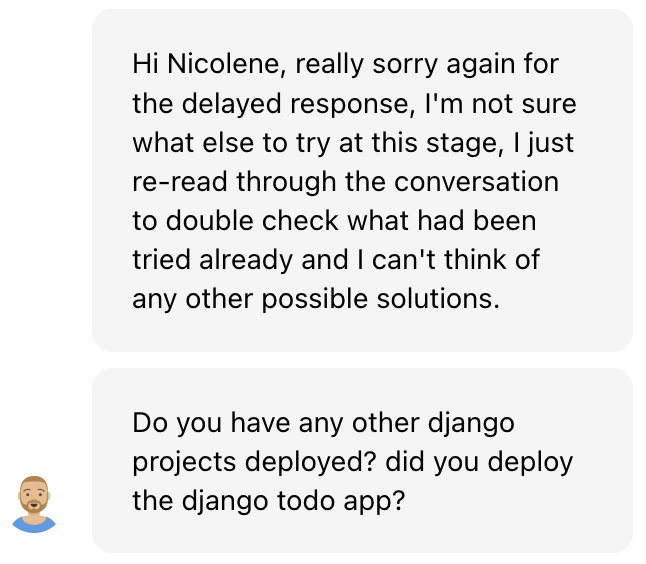 Hi Nicolene, really sorry again for
the delayed response, I'm not sure
what else to try at this stage, I just
re-read through the conversation
to double check what had been
tried already and I can't think of
any other possible solutions.
Do you have any other django
projects deployed? did you deploy
the django todo app?